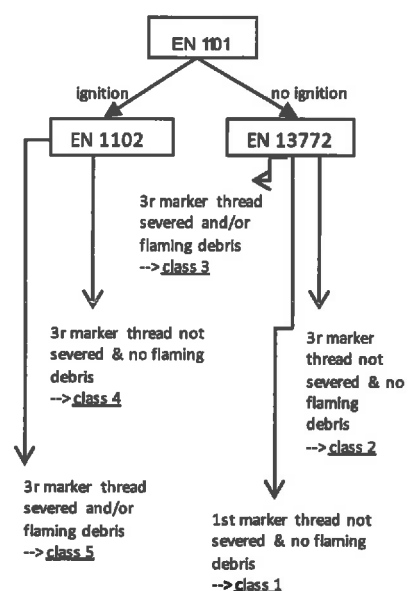 EN 1101
ignition
no ignition
EN 1102
EN 13772
3r marker thread
severed and/or
flaming debris
-->class 3
3r marker thread not
severed & no flaming
debris
-->class 4
3r marker
thread not
severed & no
flaming
debris
-->class 2
3r marker thread
severed and/or
flaming debris
-->class 5
1st marker thread not
severed & no flaming
debris
-->class 1